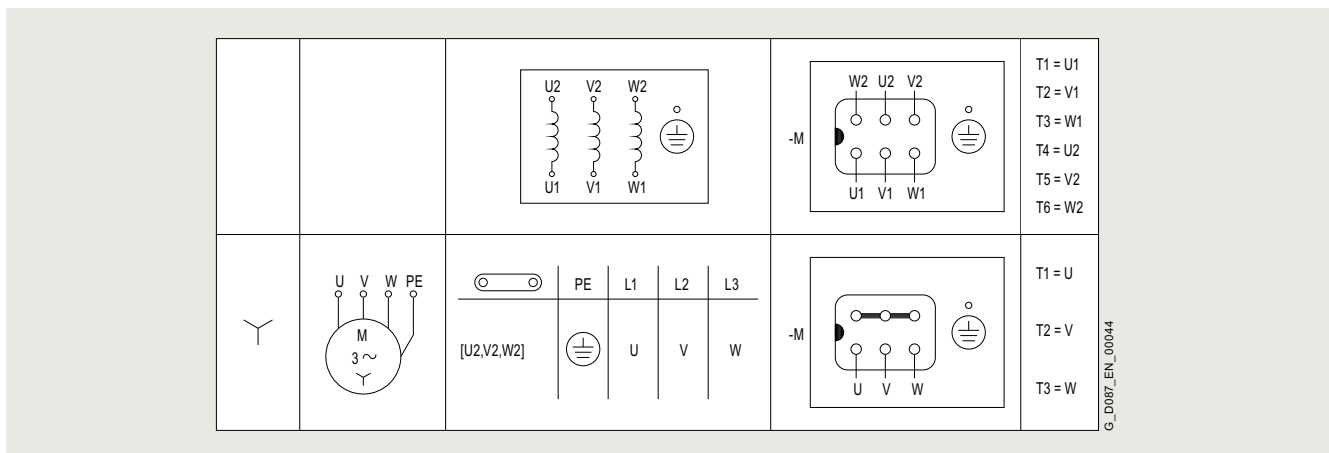 U2 V2 W2
U1 V1 W1
-M
W2 U2 V2
U1 V1 W1
T1 = U1
T2 = V1
T3 = W1
T4 = U2
T5 = V2
T6 = W2
U V W PE
M
3 ~
PE L1 L2 L3
[U2,V2,W2] U V W
-M
U V W
T1 = U
T2 = V
T3 = W
G_D087_EN_00044